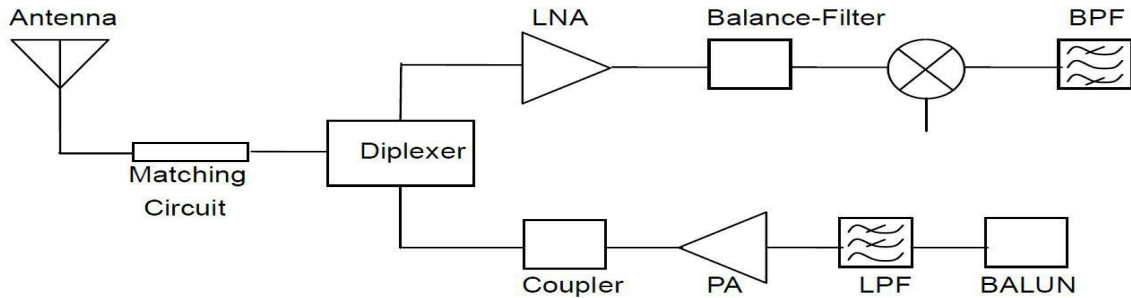 Antenna
LNA
Balance-Filter
BPF
Diplexer
Matching
Circuit
Coupler
PA
LPF
BALUN